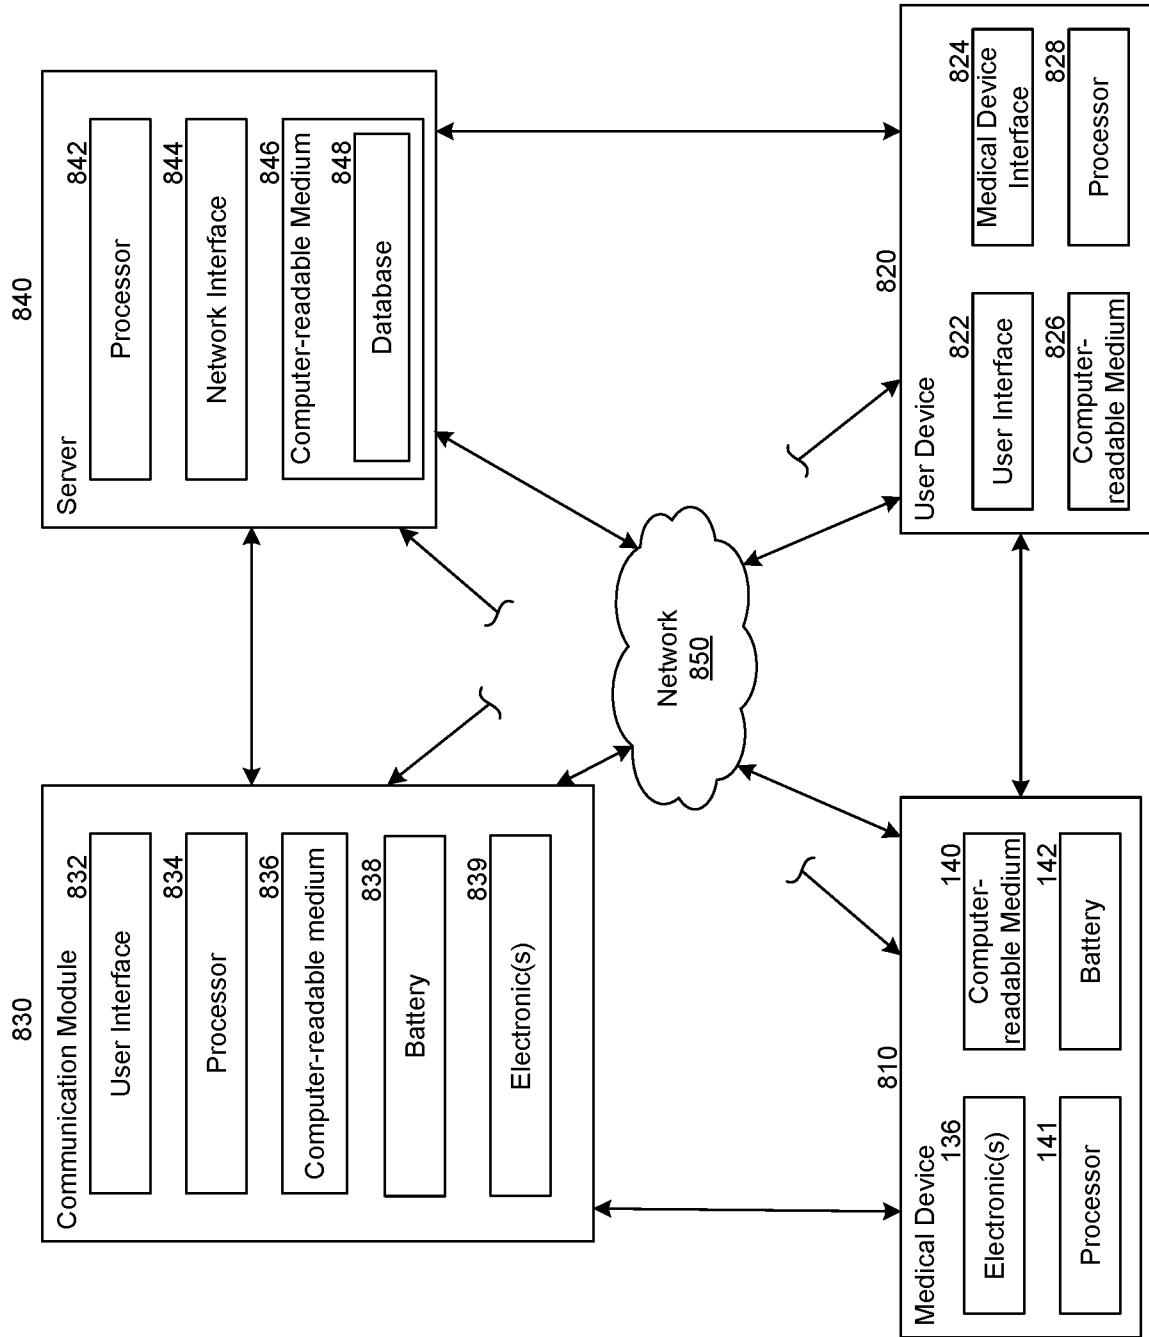 830
Communication Module
832
User Interface
834
Processor
836
Computer-readable medium
838
Battery
839
Electronic(s)
840
Server
842
Processor
844
Network Interface
846
Computer-readable Medium
848
Database
Network
850
810
Medical Device
136
Electronic(s)
140
Computer-
readable Medium
141
Processor
142
Battery
820
User Device
822
User Interface
824
Medical Device
Interface
826
Computer-
readable Medium
828
Processor